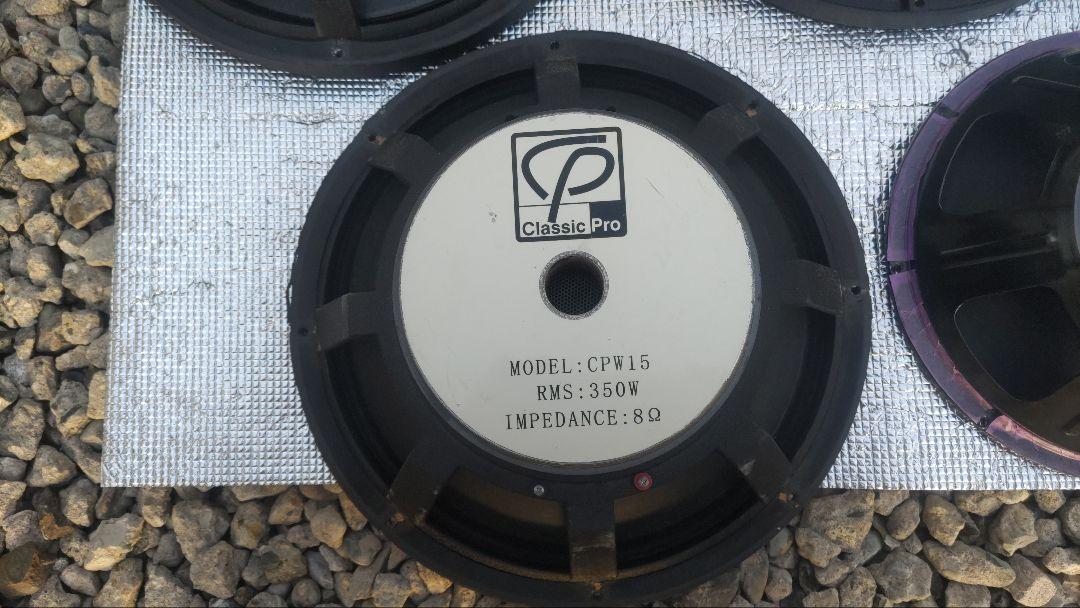 Classic Pro
MODEL:CPW15
RMS:350W
IMPEDANCE:8Ω